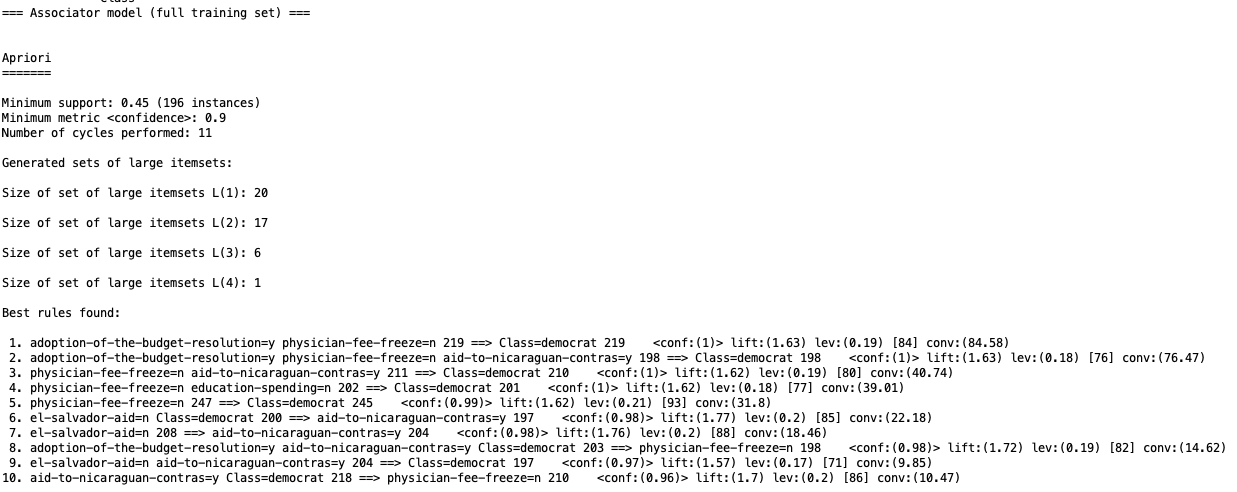 Class
=== Associator model (full training set) ===
Apriori
=======
Minimum support: 0.45 (196 instances)
Minimum metric <confidence>: 0.9
Number of cycles performed: 11
Generated sets of large itemsets:
Size of set of large itemsets L(1): 20
Size of set of large itemsets L(2): 17
Size of set of large itemsets L(3): 6
Size of set of large itemsets L(4): 1
Best rules found:
1. adoption-of-the-budget-resolution=y physician-fee-freeze=n 219 ==> Class=democrat 219    <conf:(1)> lift:(1.63) lev:(0.19) [84] conv:(84.58)
2. adoption-of-the-budget-resolution=y physician-fee-freeze=n aid-to-nicaraguan-contras=y 198 ==> Class=democrat 198    <conf:(1)> lift:(1.63) lev:(0.18) [76] conv:(76.47)
3. physician-fee-freeze=n aid-to-nicaraguan-contras=y 211 ==> Class=democrat 210    <conf:(1)> lift:(1.62) lev:(0.19) [80] conv:(40.74)
4. physician-fee-freeze=n education-spending=n 202 ==> Class=democrat 201    <conf:(1)> lift:(1.62) lev:(0.18) [77] conv:(39.01)
5. physician-fee-freeze=n 247 ==> Class=democrat 245    <conf:(0.99)> lift:(1.62) lev:(0.21) [93] conv:(31.8)
6. el-salvador-aid=n Class=democrat 200 ==> aid-to-nicaraguan-contras=y 197    <conf:(0.98)> lift:(1.77) lev:(0.2) [85] conv:(22.18)
7. el-salvador-aid=n 208 ==> aid-to-nicaraguan-contras=y 204    <conf:(0.98)> lift:(1.76) lev:(0.2) [88] conv:(18.46)
8. adoption-of-the-budget-resolution=y aid-to-nicaraguan-contras=y Class=democrat 203 ==> physician-fee-freeze=n 198    <conf:(0.98)> lift:(1.72) lev:(0.19) [82] conv:(14.62)
9. el-salvador-aid=n aid-to-nicaraguan-contras=y 204 ==> Class=democrat 197    <conf:(0.97)> lift:(1.57) lev:(0.17) [71] conv:(9.85)
10. aid-to-nicaraguan-contras=y Class=democrat 218 ==> physician-fee-freeze=n 210    <conf:(0.96)> lift:(1.7) lev:(0.2) [86] conv:(10.47)